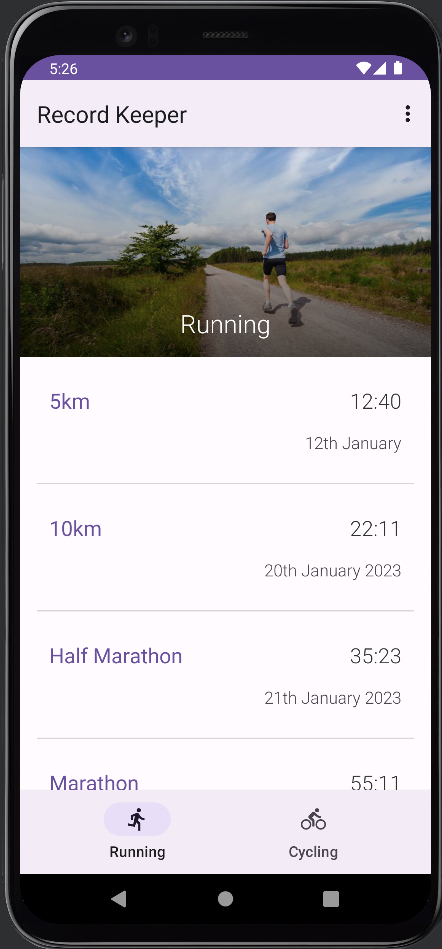 5:26
Record Keeper
Running
5km 12:40
12th January
10km 22:11
20th January 2023
Half Marathon 35:23
21th January 2023
Marathon 55:11
Running Cycling